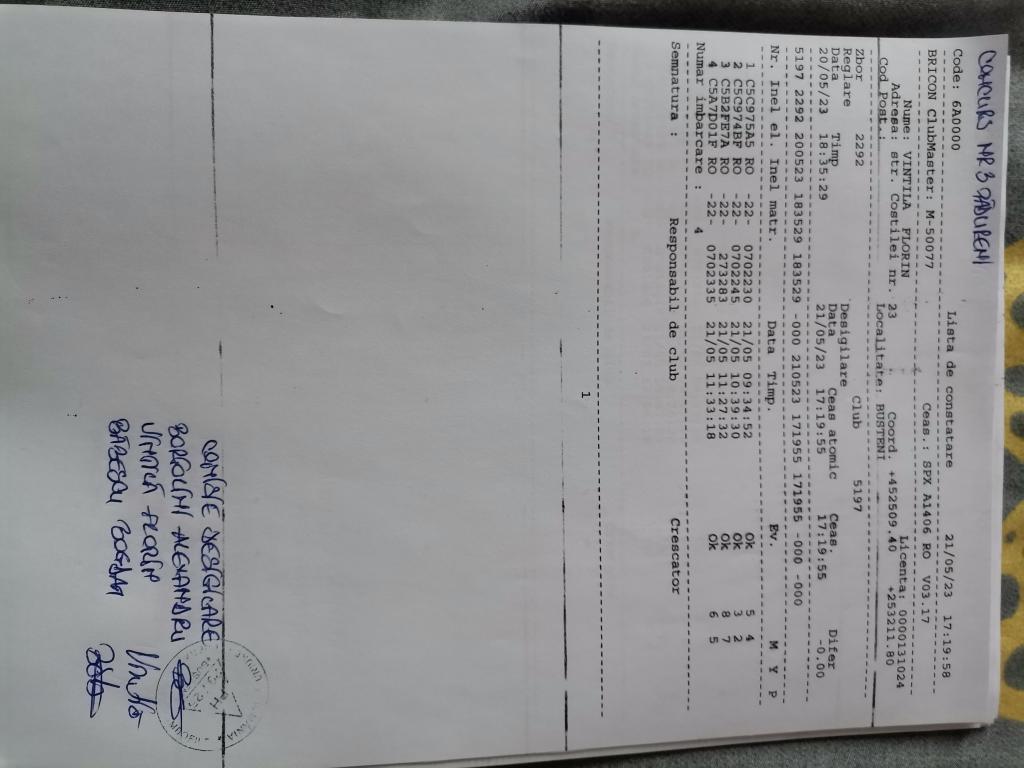 CONCURS NR 3 PĂULENI
Code: 6A0000 Lista de constatare 21/05/23 17:19:58
BRICON ClubMaster: M-50077 Ceas.: SPX A1406 RO V03.17
Nume: VINTILA FLORIN Licenta: 0000131024
Adresa: str. Costilei nr. 23 Coord. +452509.40 +253211.80
Cod Post.: Localitate: BUSTENI
Zbor 2292 Club 5197
Reglare Desigilare
Data Timp Data Ceas atomic Ceas. Difer
20/05/23 18:35:29 21/05/23 17:19:55 17:19:55 -0.00
5197 2292 200523 183529 183529 -000 210523 171955 171955 -000 -000
Nr. Inel el. Inel matr. Data Timp. Ev. M Y P
1 C5C975A5 RO -22- 0702230 21/05 09:34:52 Ok 5 4
2 C5C974BF RO -22- 0702245 21/05 10:39:30 Ok 3 2
3 C5B2FE7A RO -22- 273283 21/05 11:27:32 Ok 8 7
4 C5A7D01F RO -22- 0702335 21/05 11:33:18 Ok 6 5
Numar imbarcare : 4
Semnatura : Responsabil de club Crescator
1
COMISIE DESIGILARE
VINTILĂ FLORIN